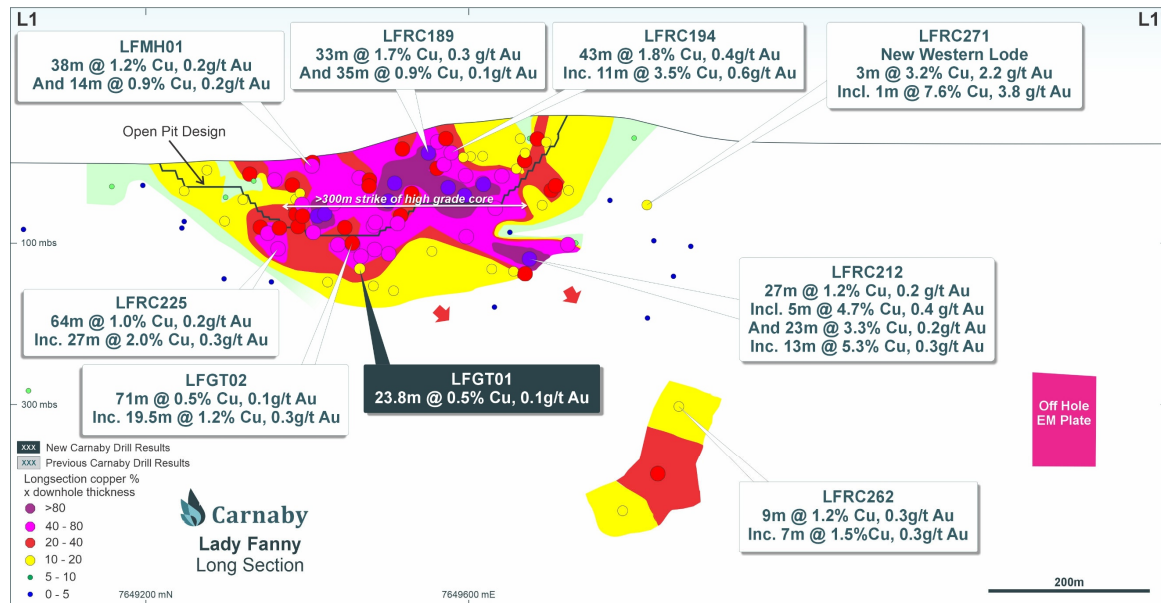 L1
L1
LFMH01
38m @ 1.2% Cu, 0.2g/t Au
And 14m @ 0.9% Cu, 0.2g/t Au
LFRC189
33m @ 1.7% Cu, 0.3 g/t Au
And 35m @ 0.9% Cu, 0.1g/t Au
LFRC194
43m @ 1.8% Cu, 0.4g/t Au
Inc. 11m @ 3.5% Cu, 0.6g/t Au
LFRC271
New Western Lode
3m @ 3.2% Cu, 2.2 g/t Au
Incl. 1m @ 7.6% Cu, 3.8 g/t Au
Open Pit Design
>300m strike of high grade core
100 mbs
LFRC225
64m @ 1.0% Cu, 0.2g/t Au
Inc. 27m @ 2.0% Cu, 0.3g/t Au
LFRC212
27m @ 1.2% Cu, 0.2 g/t Au
Incl. 5m @ 4.7% Cu, 0.4 g/t Au
And 23m @ 3.3% Cu, 0.2g/t Au
Inc. 13m @ 5.3% Cu, 0.3g/t Au
LFGT02
71m @ 0.5% Cu, 0.1g/t Au
Inc. 19.5m @ 1.2% Cu, 0.3g/t Au
LFGT01
23.8m @ 0.5% Cu, 0.1g/t Au
300 mbs
Off Hole
EM Plate
XXX New Carnaby Drill Results
XXX Previous Carnaby Drill Results
Longsection copper %
x downhole thickness
>80
40 - 80
20 - 40
10 - 20
5 - 10
0 - 5
Carnaby
Lady Fanny
Long Section
LFRC262
9m @ 1.2% Cu, 0.3g/t Au
Inc. 7m @ 1.5%Cu, 0.3g/t Au
200m
7649200 mN
7649600 mE